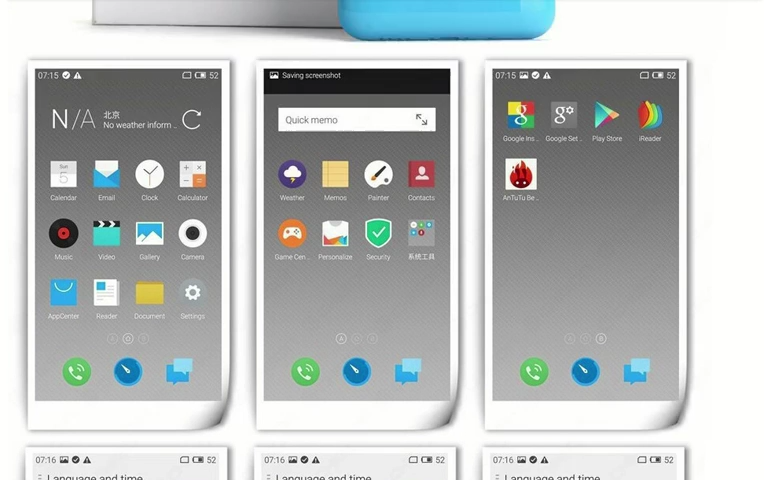 07:15 52
N/A 北京
No weather inform ..
Sun
5
Calendar Email Clock Calculator
Music Video Gallery Camera
AppCenter Reader Document Settings
Saving screenshot
Quick memo
Weather Memos Painter Contacts
Game Cen.. Personalize Security 系统工具
A
07:15 52
Google Ins.. Google Set .. Play Store iReader
AnTuTu Be..
07:16 52
Language and time
07:16 52
Language and time
07:16 52
Language and time